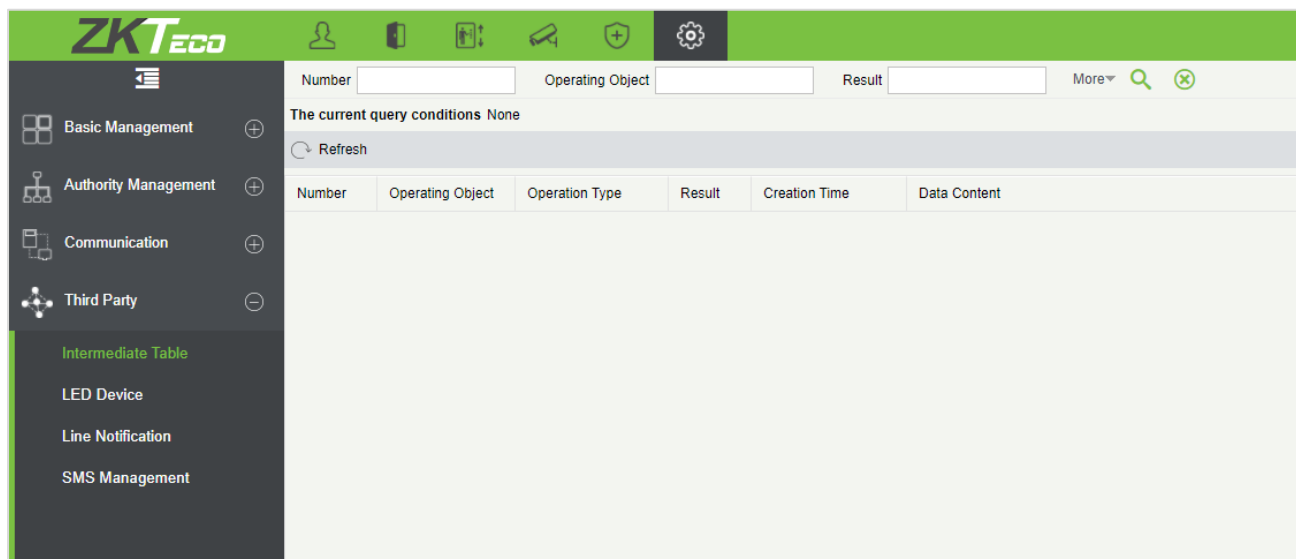 ZKTECO
Number Operating Object Result More
The current query conditions None
Refresh
Number Operating Object Operation Type Result Creation Time Data Content
Basic Management
Authority Management
Communication
Third Party
Intermediate Table
LED Device
Line Notification
SMS Management